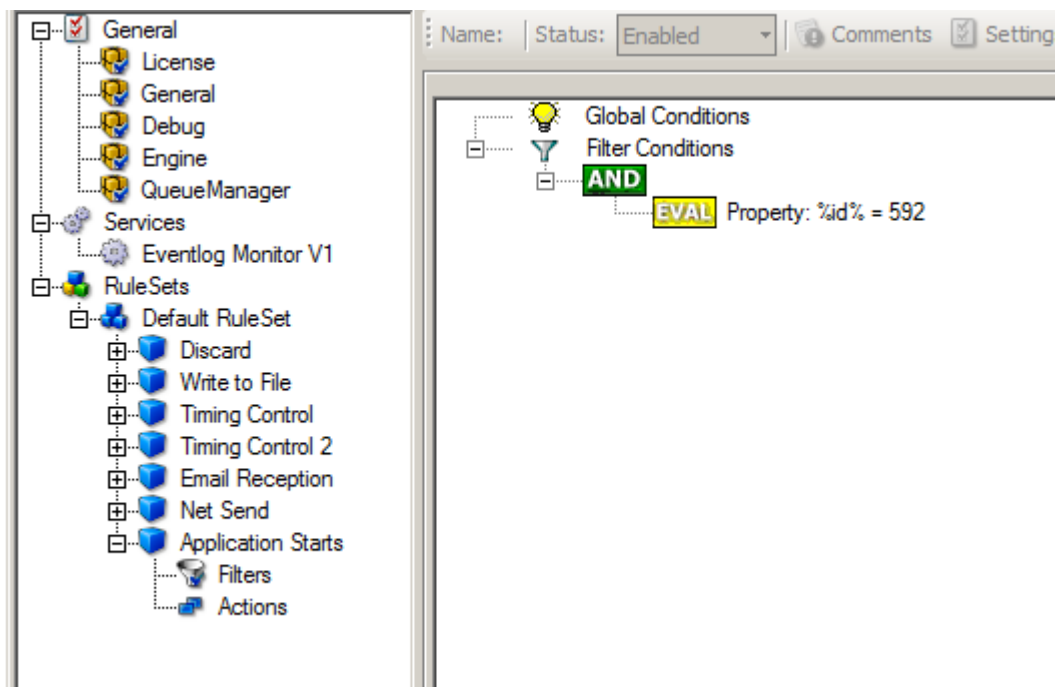 General
License
General
Debug
Engine
QueueManager
Services
Eventlog Monitor V1
RuleSets
Default RuleSet
Discard
Write to File
Timing Control
Timing Control 2
Email Reception
Net Send
Application Starts
Filters
Actions
Name: Status: Enabled Comments Setting
Global Conditions
Filter Conditions
AND
EVAL Property: %id% = 592